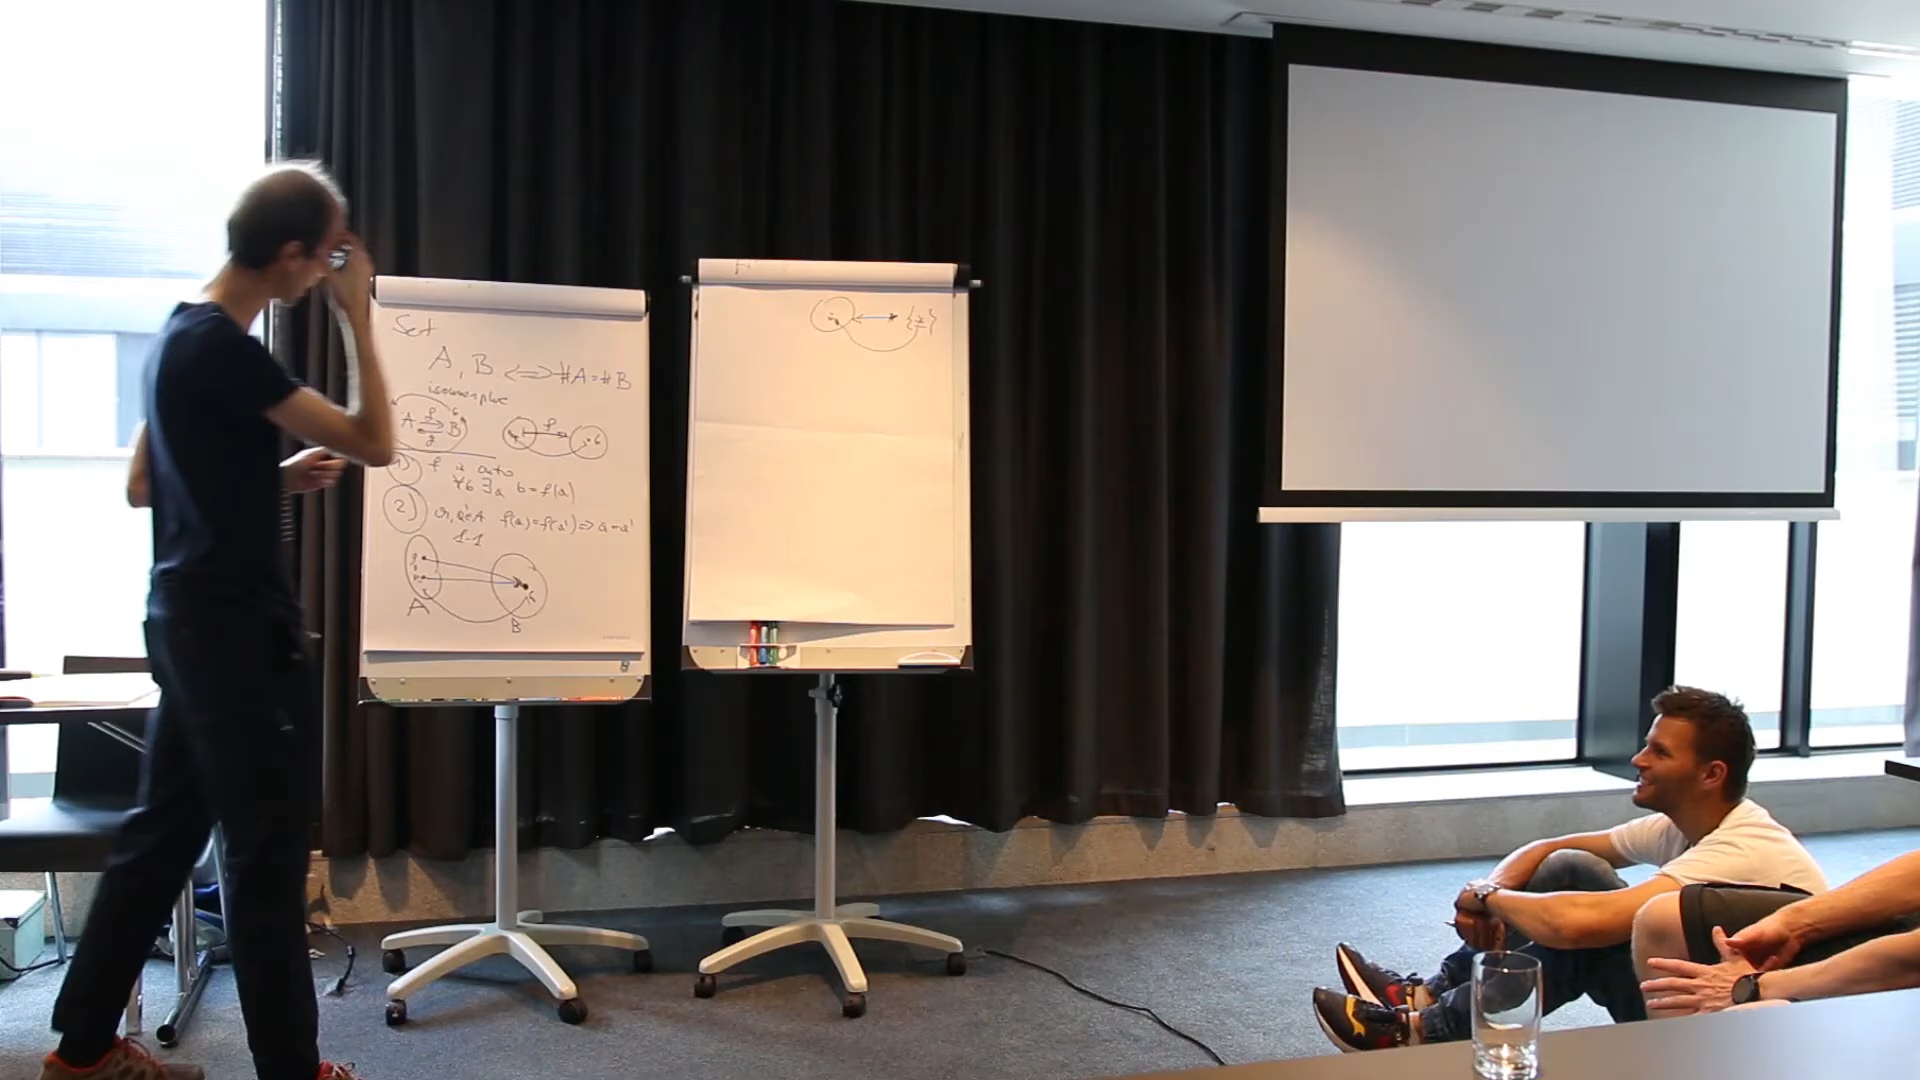 Set
A, B <=> #A = #B
isomorphic
A f B
g
f
b
1) f is onto
∀b ∃a b = f(a)
2) a, a'∈A f(a) = f(a') => a = a'
1-1
A
b
B
{*}